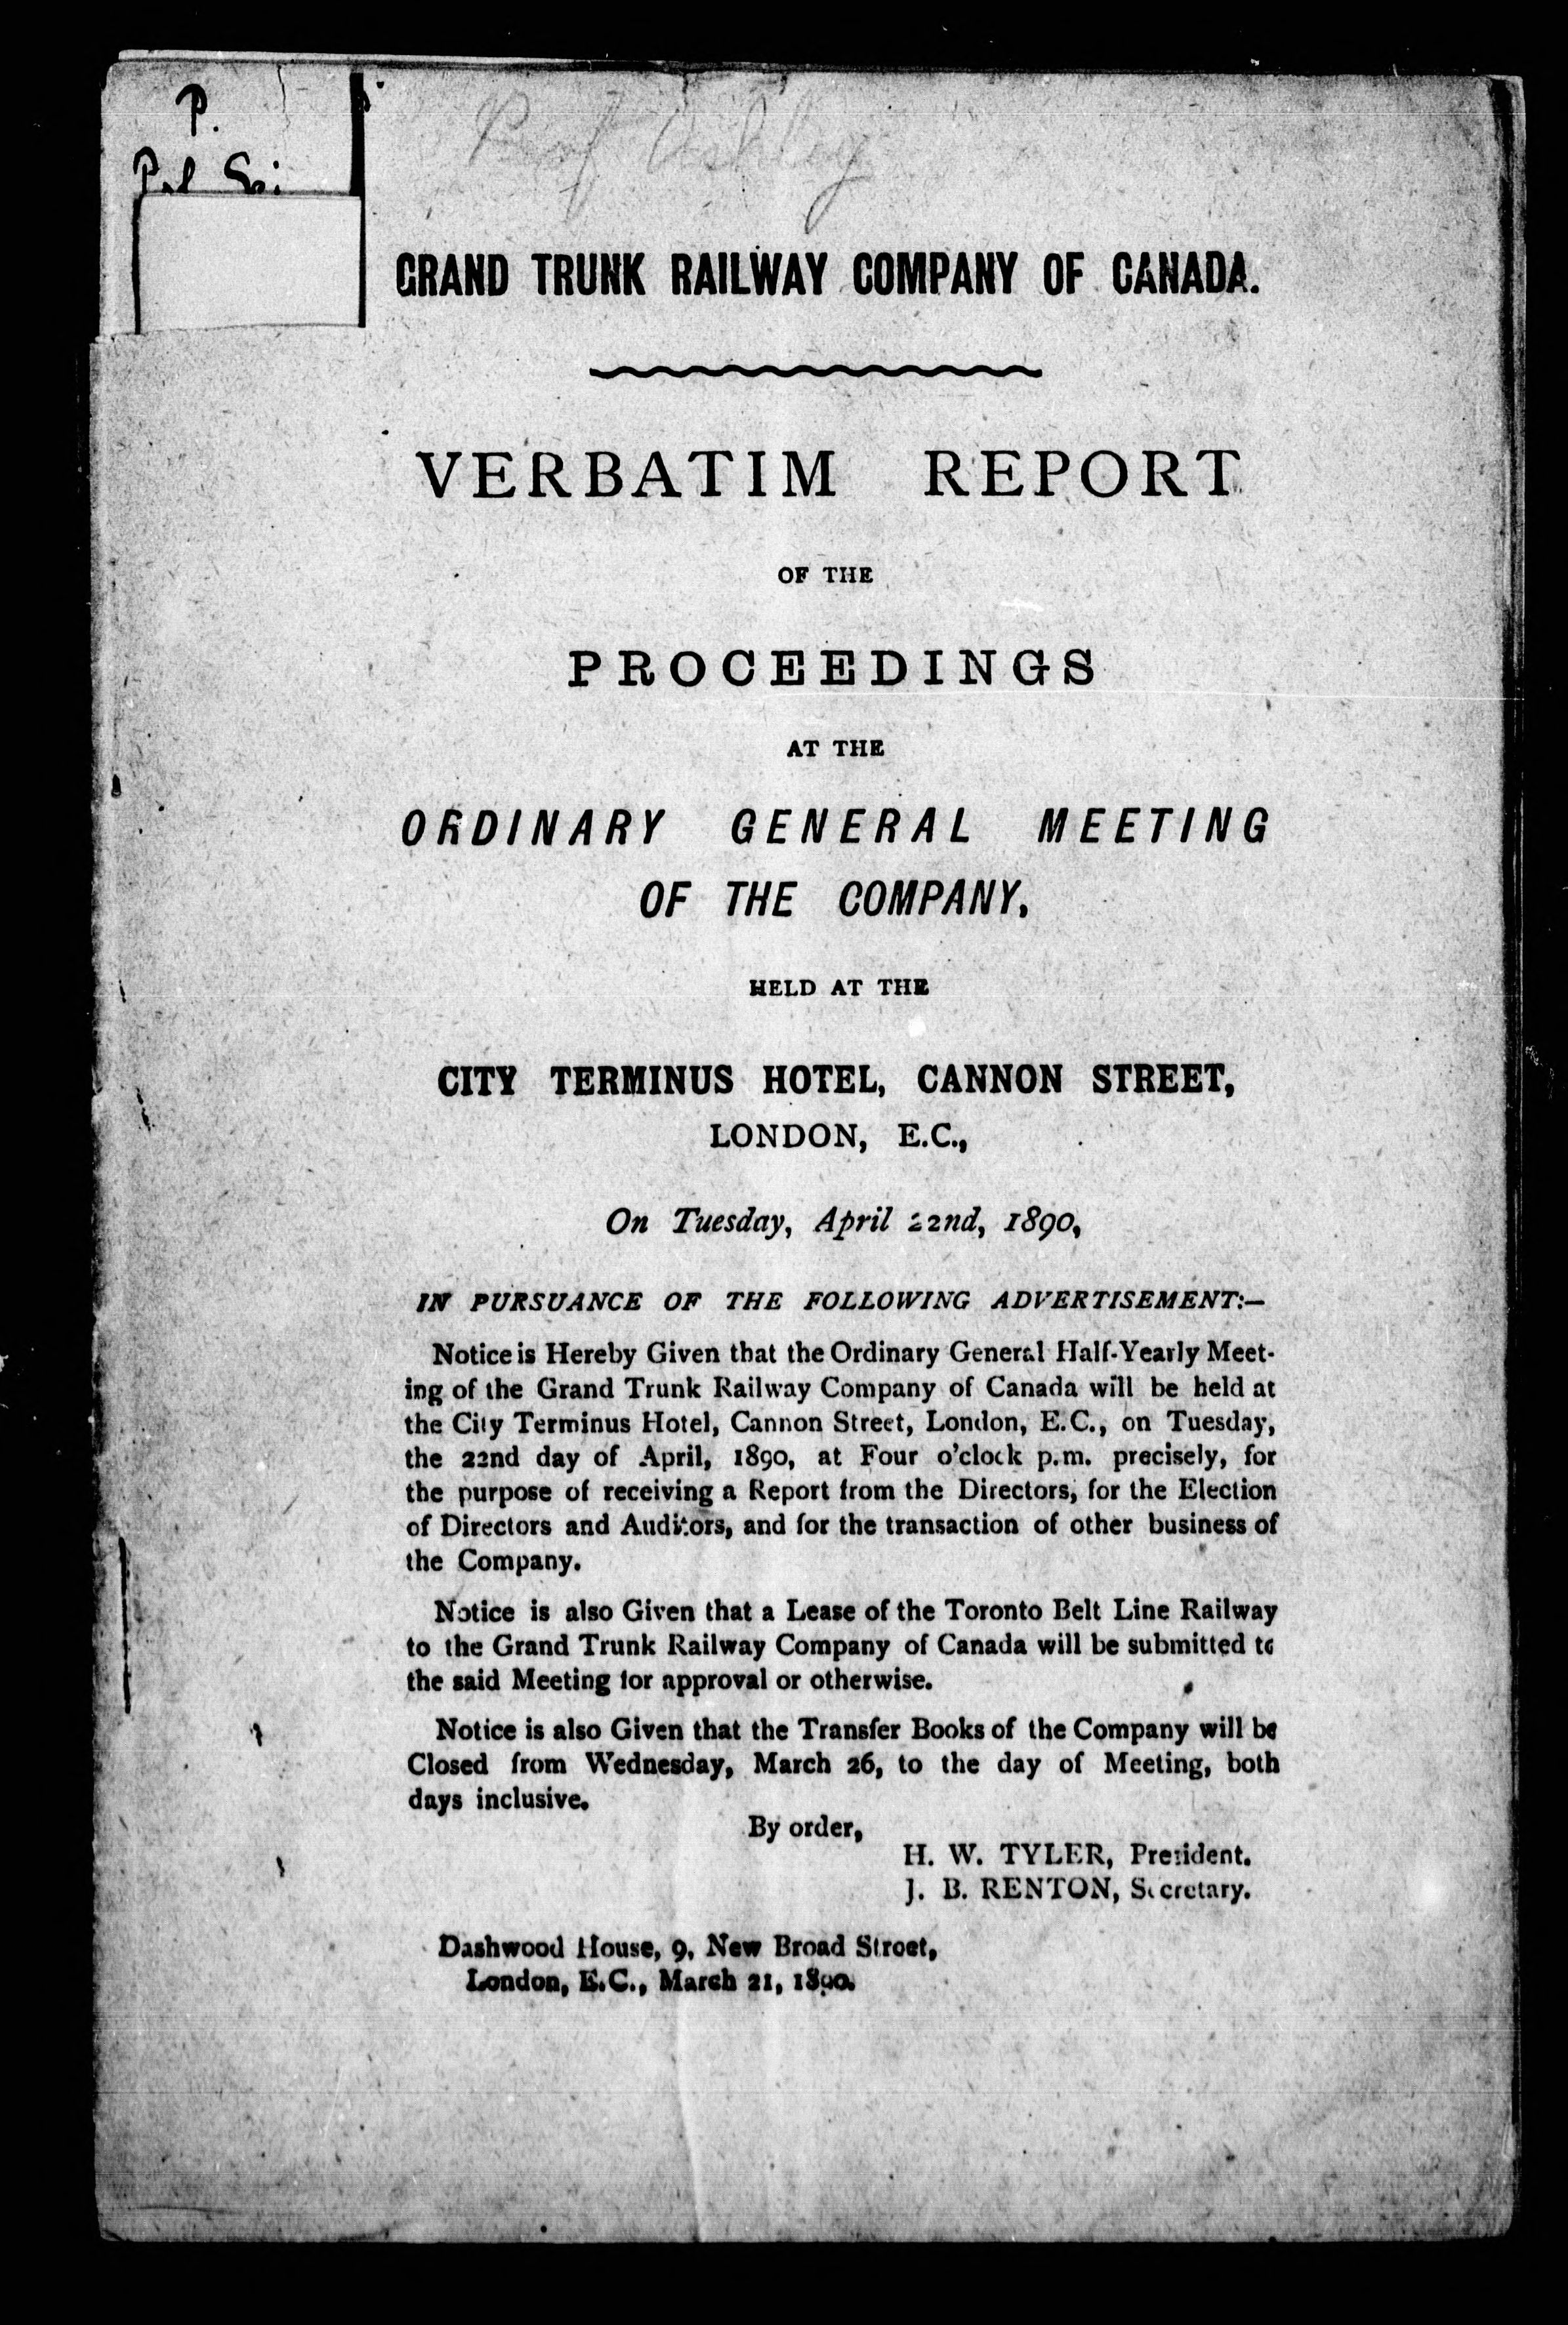 P.
Pol Sci
Prof Ashley
GRAND TRUNK RAILWAY COMPANY OF CANADA.
VERBATIM REPORT
OF THE
PROCEEDINGS
AT THE
ORDINARY GENERAL MEETING
OF THE COMPANY,
HELD AT THE
CITY TERMINUS HOTEL, CANNON STREET,
LONDON, E.C.,
On Tuesday, April 22nd, 1890,
IN PURSUANCE OF THE FOLLOWING ADVERTISEMENT:—
Notice is Hereby Given that the Ordinary General Half-Yearly Meet-
ing of the Grand Trunk Railway Company of Canada will be held at
the City Terminus Hotel, Cannon Street, London, E.C., on Tuesday,
the 22nd day of April, 1890, at Four o'clock p.m. precisely, for
the purpose of receiving a Report from the Directors, for the Election
of Directors and Auditors, and for the transaction of other business of
the Company.
Notice is also Given that a Lease of the Toronto Belt Line Railway
to the Grand Trunk Railway Company of Canada will be submitted to
the said Meeting for approval or otherwise.
Notice is also Given that the Transfer Books of the Company will be
Closed from Wednesday, March 26, to the day of Meeting, both
days inclusive.
By order,
H. W. TYLER, President.
J. B. RENTON, Secretary.
Dashwood House, 9, New Broad Street,
London, E.C., March 21, 1890.